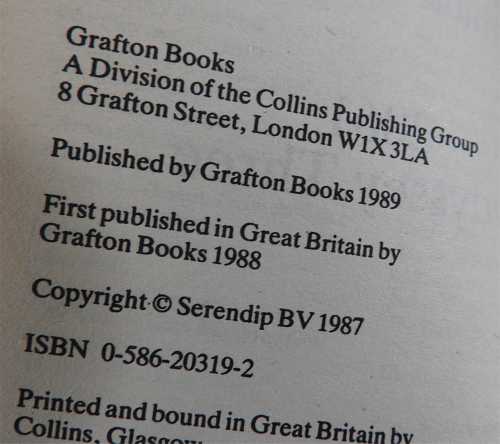 Grafton Books
A Division of the Collins Publishing Group
8 Grafton Street, London W1X 3LA
Published by Grafton Books 1989
First published in Great Britain by
Grafton Books 1988
Copyright © Serendip BV 1987
ISBN 0-586-20319-2
Printed and bound in Great Britain by
Collins, Glasgow